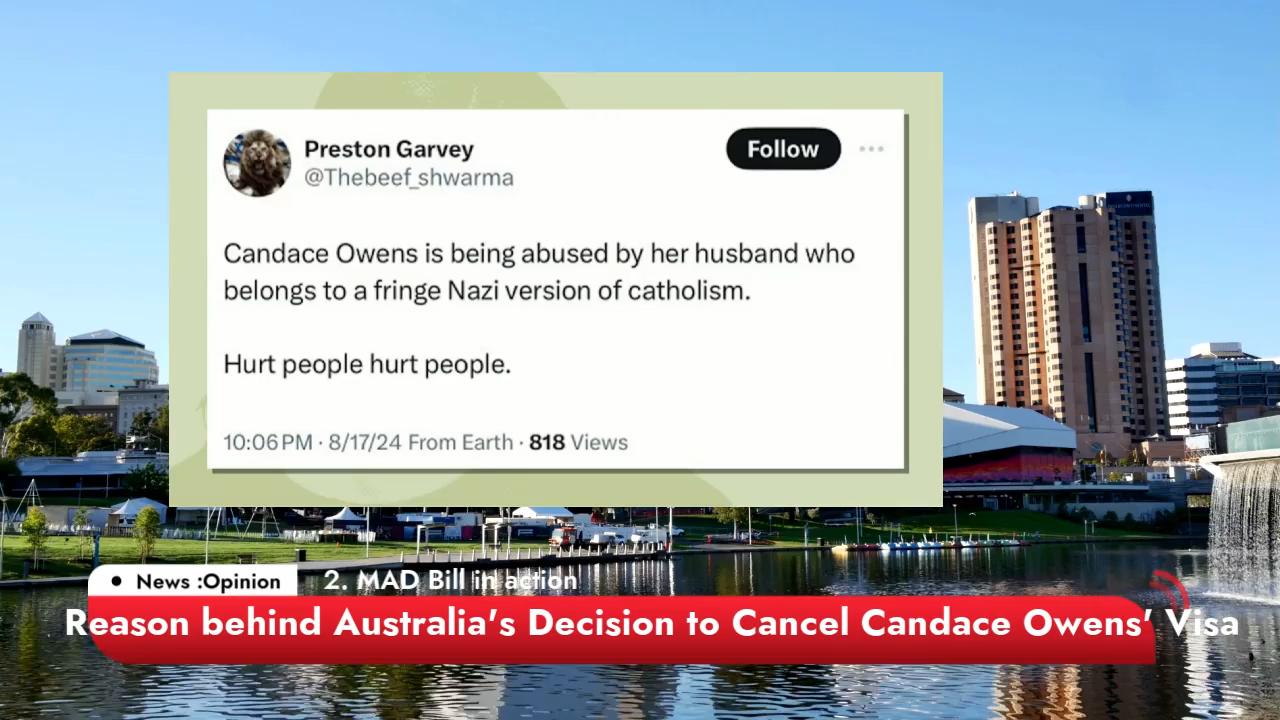 Preston Garvey
@Thebeef_shwarma
Follow
Candace Owens is being abused by her husband who
belongs to a fringe Nazi version of catholism.
Hurt people hurt people.
10:06 PM · 8/17/24 From Earth · 818 Views
INTERCONTINENTAL
News :Opinion
2. MAD Bill in action
Reason behind Australia's Decision to Cancel Candace Owens' Visa